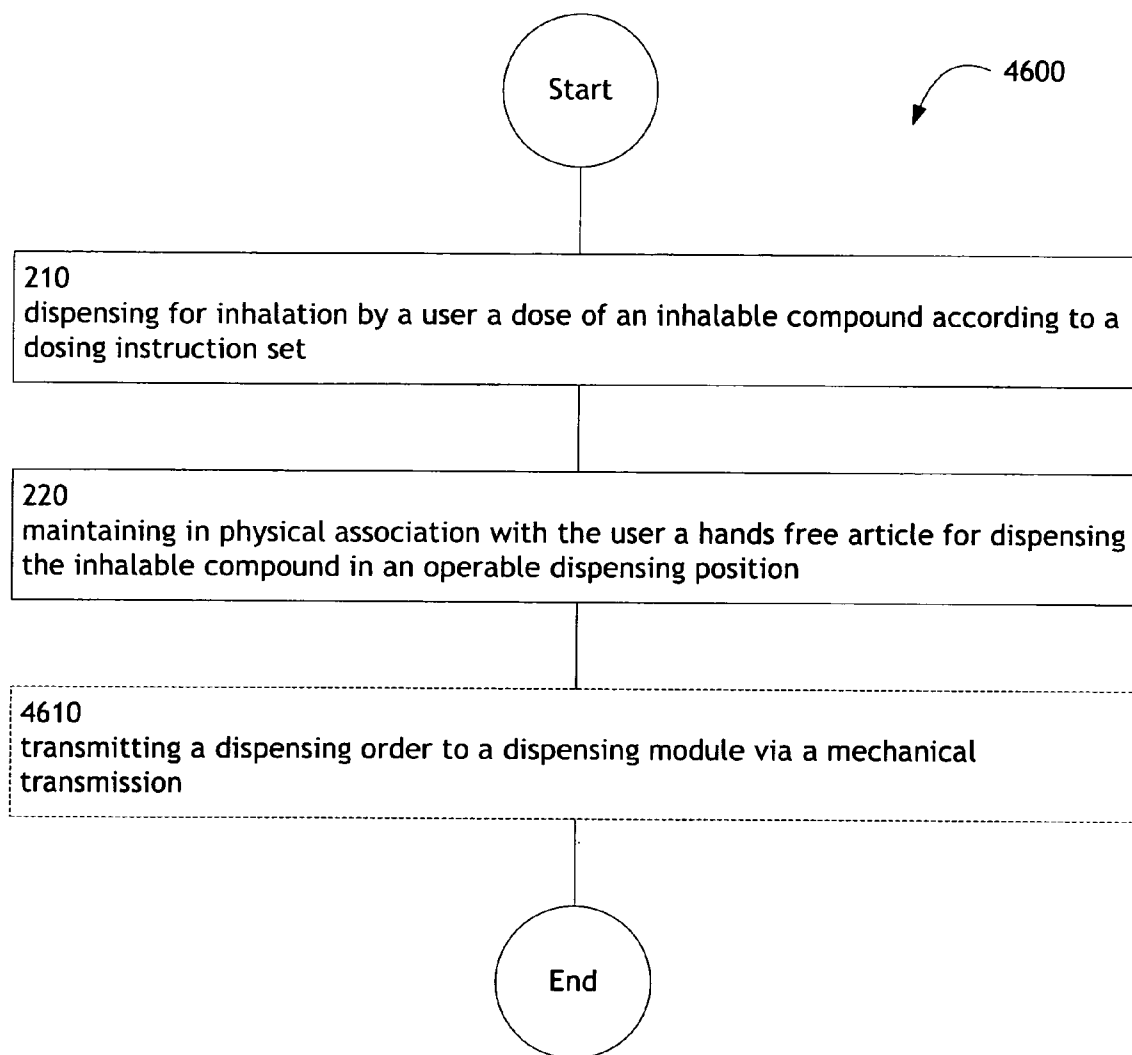 Start
4600
210
dispensing for inhalation by a user a dose of an inhalable compound according to a
dosing instruction set
220
maintaining in physical association with the user a hands free article for dispensing
the inhalable compound in an operable dispensing position
4610
transmitting a dispensing order to a dispensing module via a mechanical
transmission
End